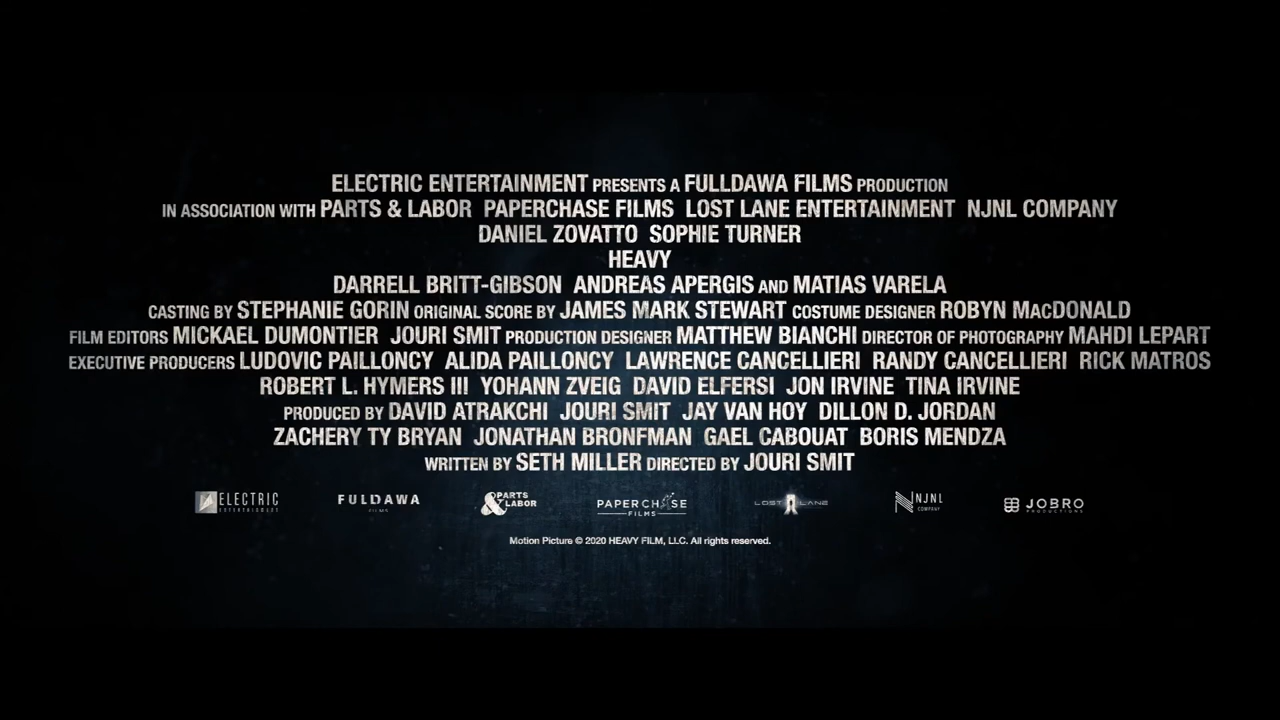 ELECTRIC ENTERTAINMENT PRESENTS A FULLDAWA FILMS PRODUCTION
IN ASSOCIATION WITH PARTS & LABOR PAPERCHASE FILMS LOST LANE ENTERTAINMENT NJNL COMPANY
DANIEL ZOVATTO SOPHIE TURNER
HEAVY
DARRELL BRITT-GIBSON ANDREAS APERGIS AND MATIAS VARELA
CASTING BY STEPHANIE GORIN ORIGINAL SCORE BY JAMES MARK STEWART COSTUME DESIGNER ROBYN MACDONALD
FILM EDITORS MICKAEL DUMONTIER JOURI SMIT PRODUCTION DESIGNER MATTHEW BIANCHI DIRECTOR OF PHOTOGRAPHY MAHDI LEPART
EXECUTIVE PRODUCERS LUDOVIC PAILLONCY ALIDA PAILLONCY LAWRENCE CANCELLIERI RANDY CANCELLIERI RICK MATROS
ROBERT L. HYMERS III YOHANN ZVEIG DAVID ELFERSI JON IRVINE TINA IRVINE
PRODUCED BY DAVID ATRAKCHI JOURI SMIT JAY VAN HOY DILLON D. JORDAN
ZACHERY TY BRYAN JONATHAN BRONFMAN GAEL CABOUAT BORIS MENDZA
WRITTEN BY SETH MILLER DIRECTED BY JOURI SMIT
ELECTRIC ENTERTAINMENT
FULDAWA FILMS
& PARTS LABOR
PAPERCHASE FILMS
LOST LANE
NJNL COMPANY
JOBRO PRODUCTIONS
Motion Picture © 2020 HEAVY FILM, LLC. All rights reserved.